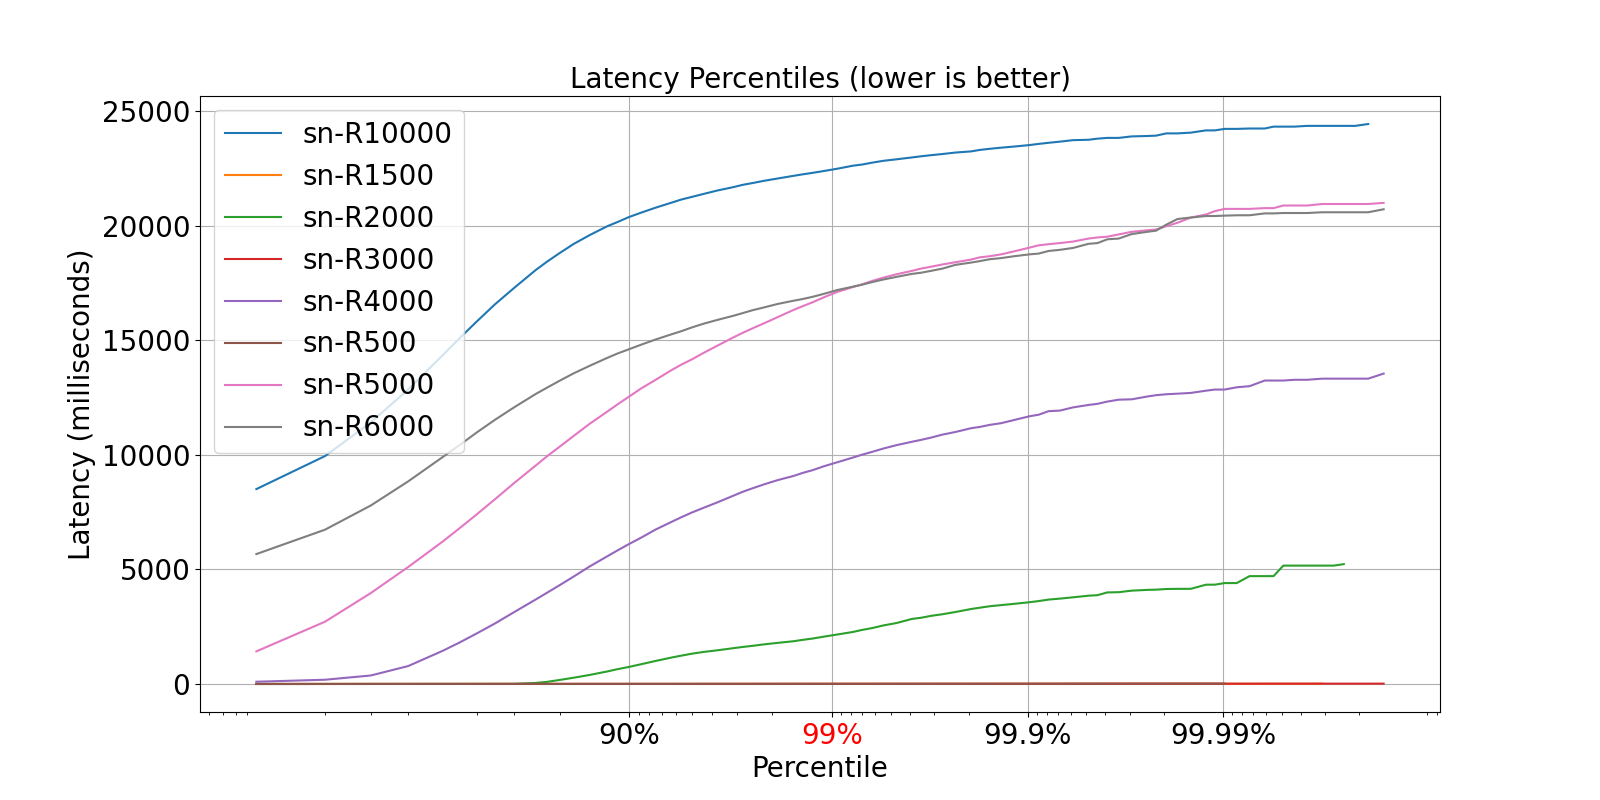 Latency Percentiles (lower is better)
25000
20000
15000
10000
5000
0
Latency (milliseconds)
sn-R10000
sn-R1500
sn-R2000
sn-R3000
sn-R4000
sn-R500
sn-R5000
sn-R6000
90% 99% 99.9% 99.99%
Percentile